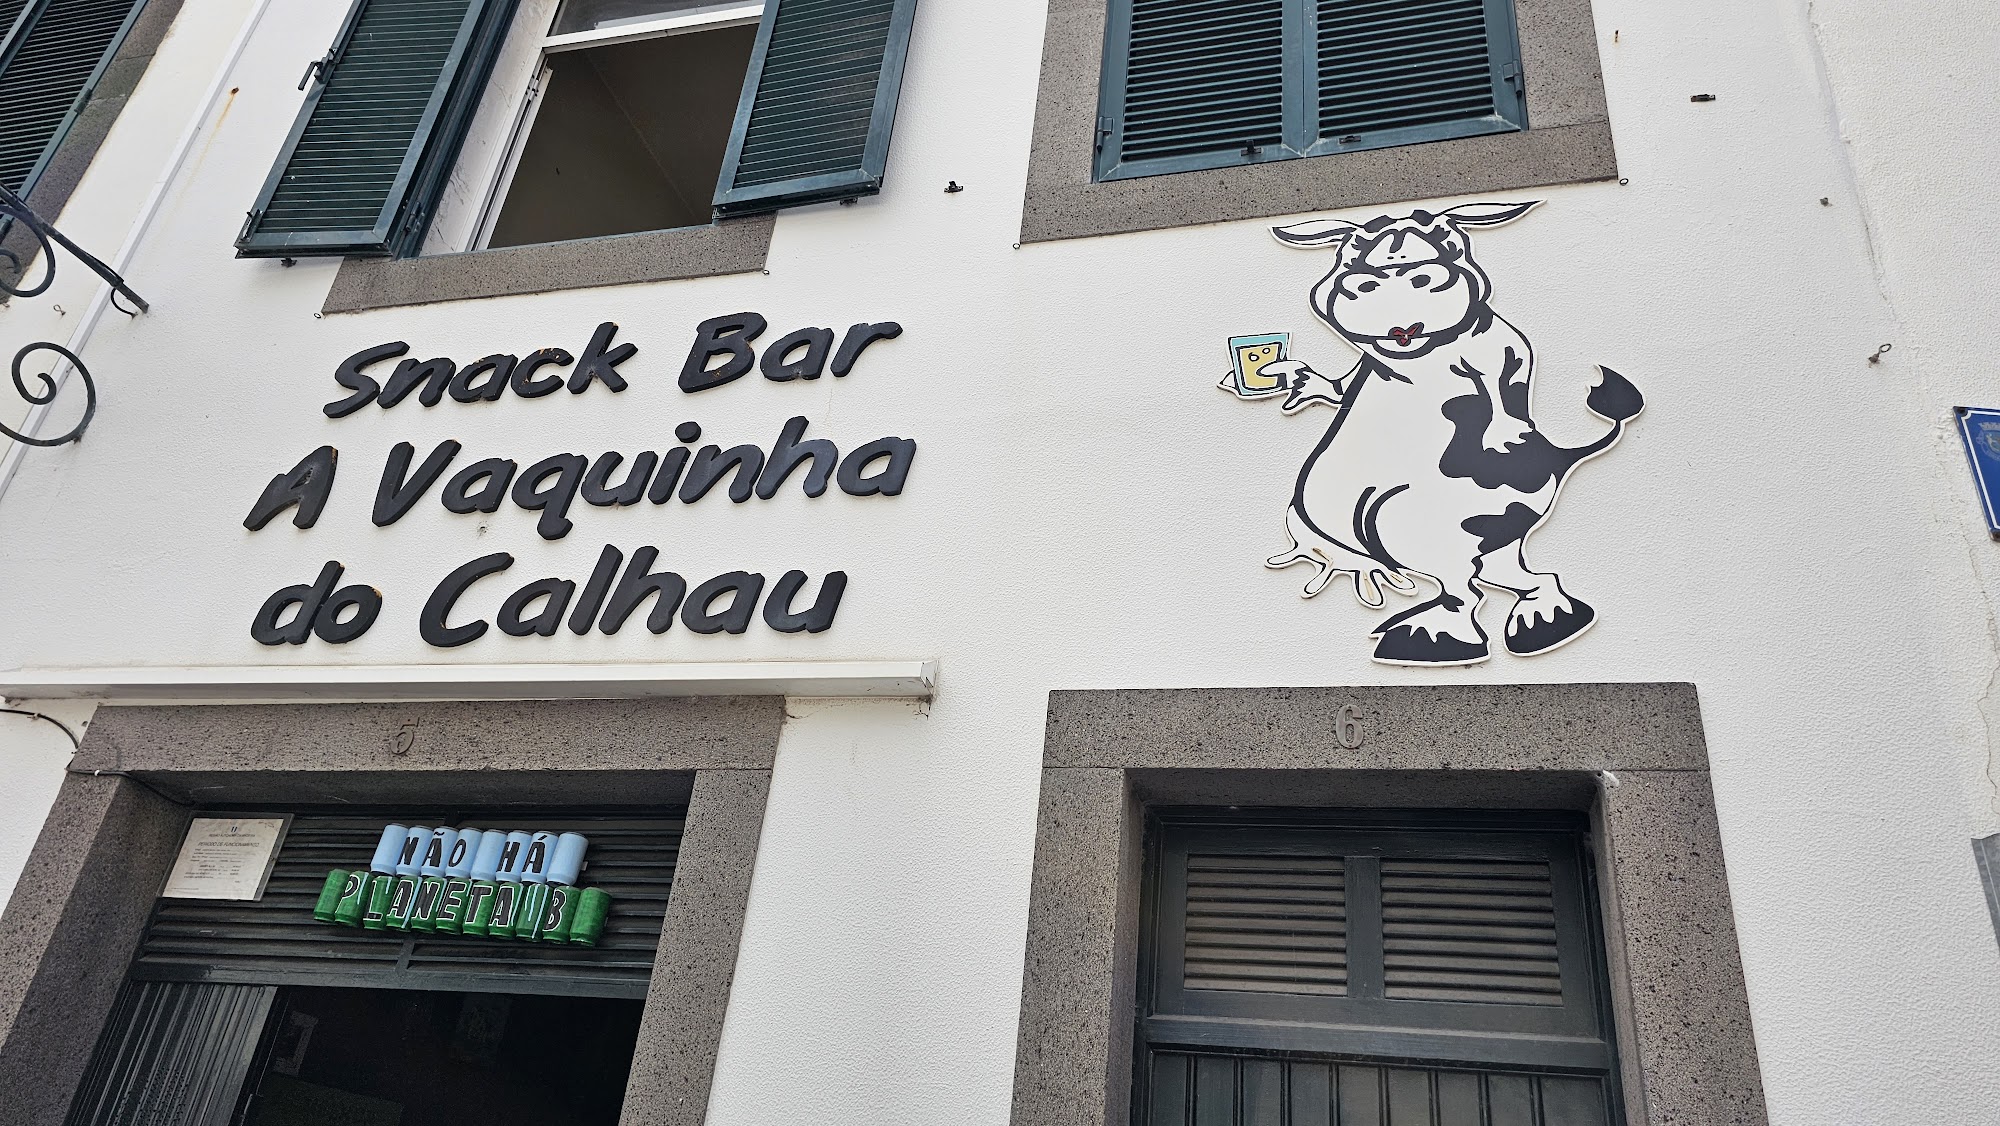 Snack Bar
A Vaquinha
do Calhau
5
6
NÃO HÁ
PLANETA B